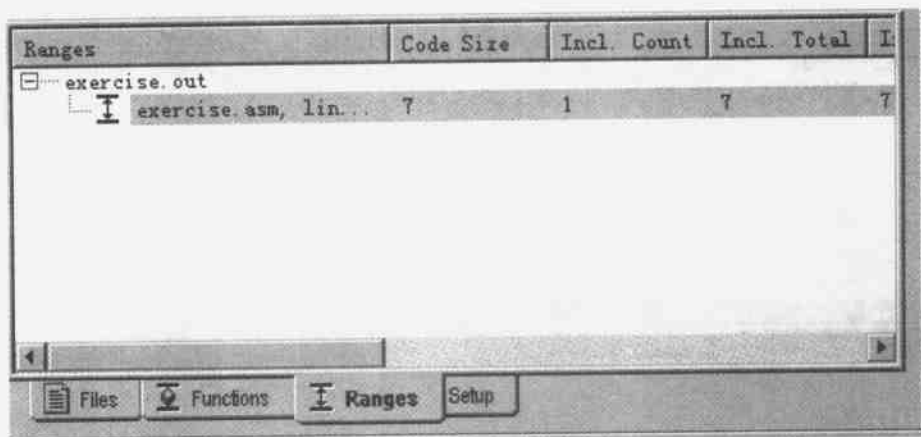 Ranges Code Size Incl. Count Incl. Total
exercise.out
exercise.asm, lin... 7 1 7 7
Files Functions Ranges Setup